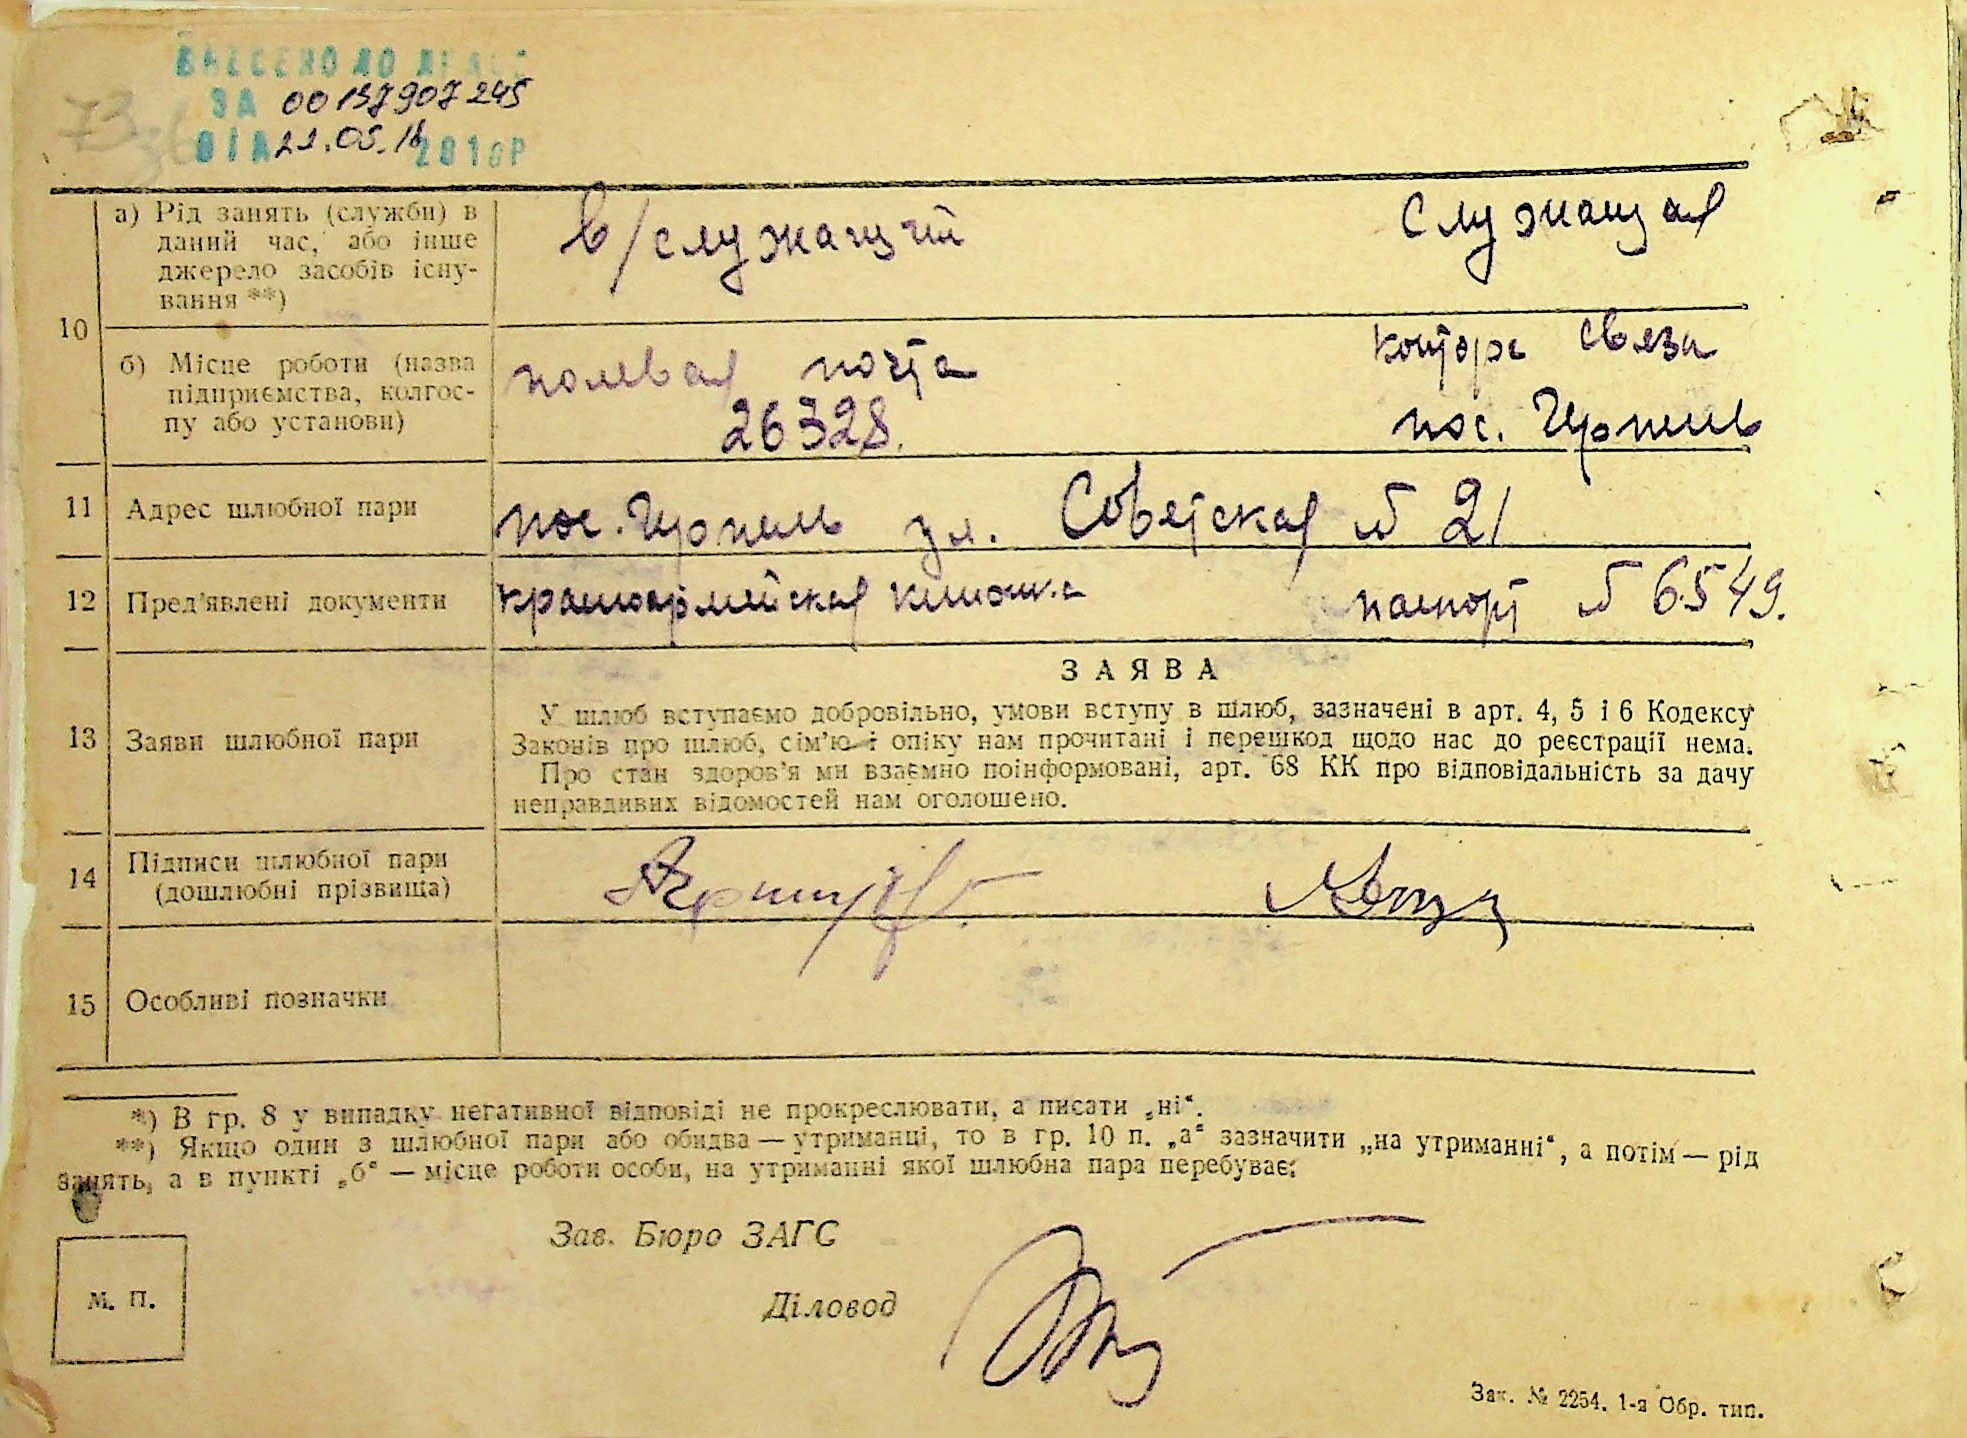 ВНЕСЕНО ДО ДРАЦС
ЗА 00137907245
ВІД 22.05.18 201 р
73
10
а) Рід занять (служби) в
даний час, або інше
джерело засобів існу-
вання **)
в/служащий
Служащая
б) Місце роботи (назва
підприємства, колгос-
пу або установи)
полевая почта
26328.
контора связи
пос. Ирпень
11 Адрес шлюбної пари
пос. Ирпень ул. Советская № 21
12 Пред'явлені документи
красноармейская книжка
паспорт № 6549.
ЗАЯВА
13 Заяви шлюбної пари
У шлюб вступаємо добровільно, умови вступу в шлюб, зазначені в арт. 4, 5 і 6 Кодексу
Законів про шлюб, сім'ю і опіку нам прочитані і перешкод щодо нас до реєстрації нема.
Про стан здоров'я ми взаємно поінформовані, арт. 68 КК про відповідальність за дачу
неправдивих відомостей нам оголошено.
14 Підписи шлюбної пари
(дошлюбні прізвища)
15 Особливі позначки
*) В гр. 8 у випадку негативної відповіді не прокреслювати, а писати „ні“.
**) Якщо один з шлюбної пари або обидва — утриманці, то в гр. 10 п. „а“ зазначити „на утриманні“, а потім — рід
занять, а в пункті „б“ — місце роботи особи, на утриманні якої шлюбна пара перебуває.
Зав. Бюро ЗАГС
Діловод
М. П.
Зак. № 2254. 1-а Обр. тип.